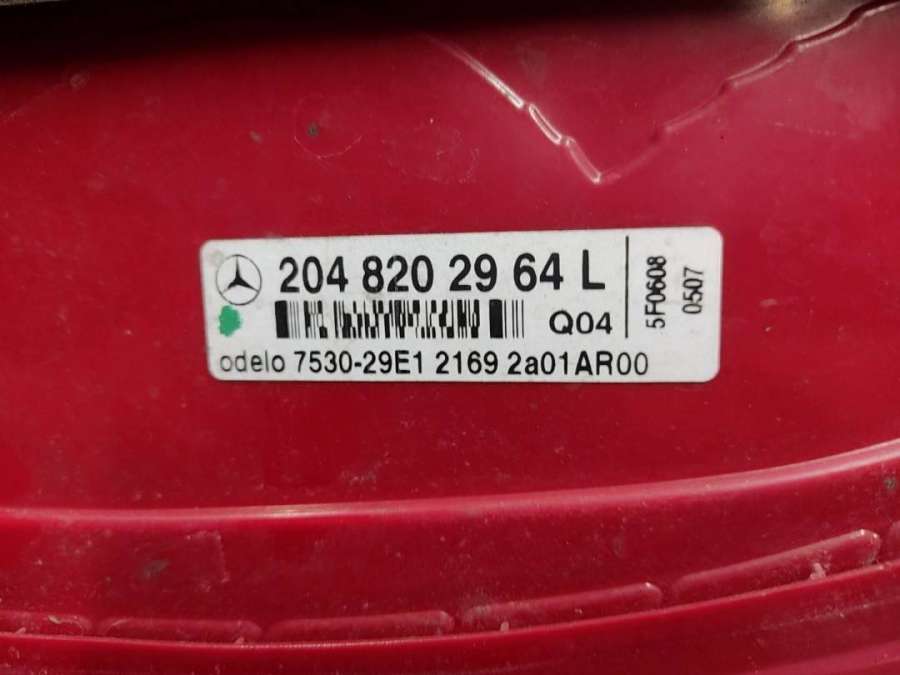 204 820 29 64 L
Q04
odelo 7530-29E1 2169 2a01AR00
5F0608
0507